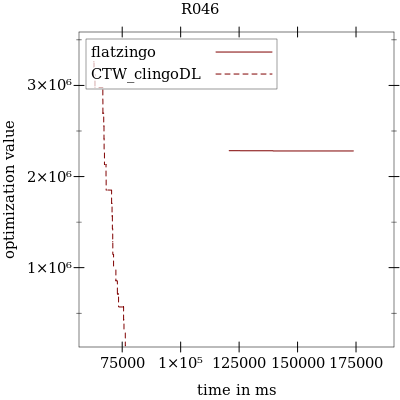 R046
flatzingo
CTW_clingoDL
3×10⁶
2×10⁶
1×10⁶
optimization value
75000 1×10⁵ 125000 150000 175000
time in ms